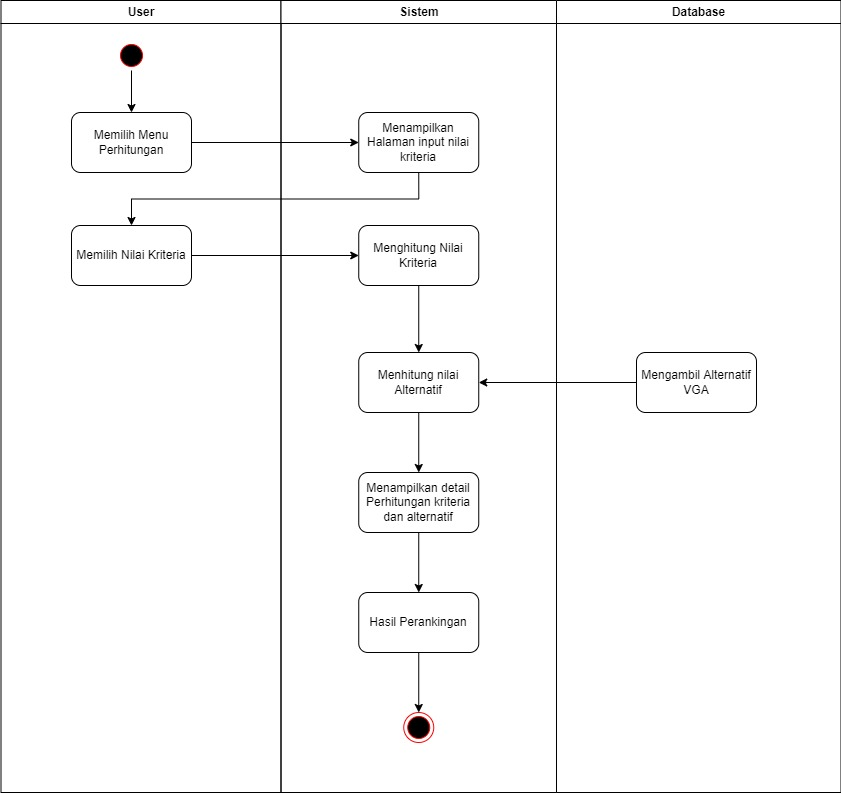 User
Sistem
Database
Memilih Menu
Perhitungan
Menampilkan
Halaman input nilai
kriteria
Memilih Nilai Kriteria
Menghitung Nilai
Kriteria
Menhitung nilai
Alternatif
Mengambil Alternatif
VGA
Menampilkan detail
Perhitungan kriteria
dan alternatif
Hasil Perankingan